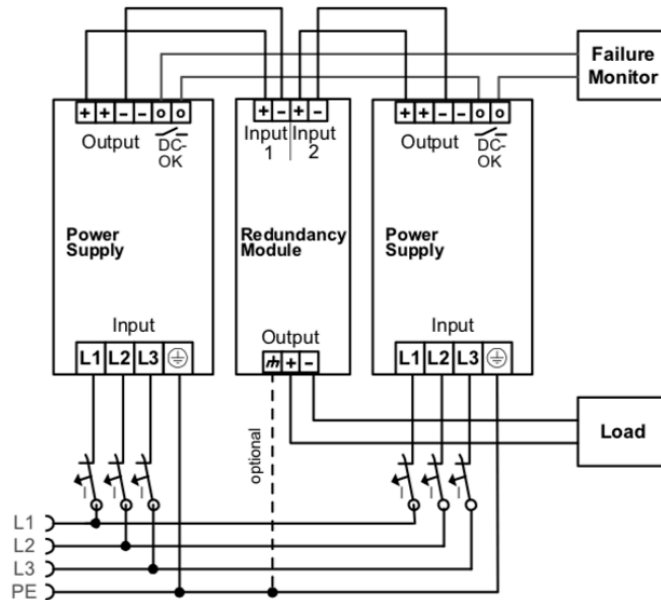 Failure
Monitor
+ + - - o o
+ - + -
+ + - - o o
Output
DC-
OK
Input
1
Input
2
Output
DC-
OK
Power
Supply
Redundancy
Module
Power
Supply
Input
Output
Input
L1 L2 L3
+ -
L1 L2 L3
Load
optional
I I I
I I I
L1
L2
L3
PE